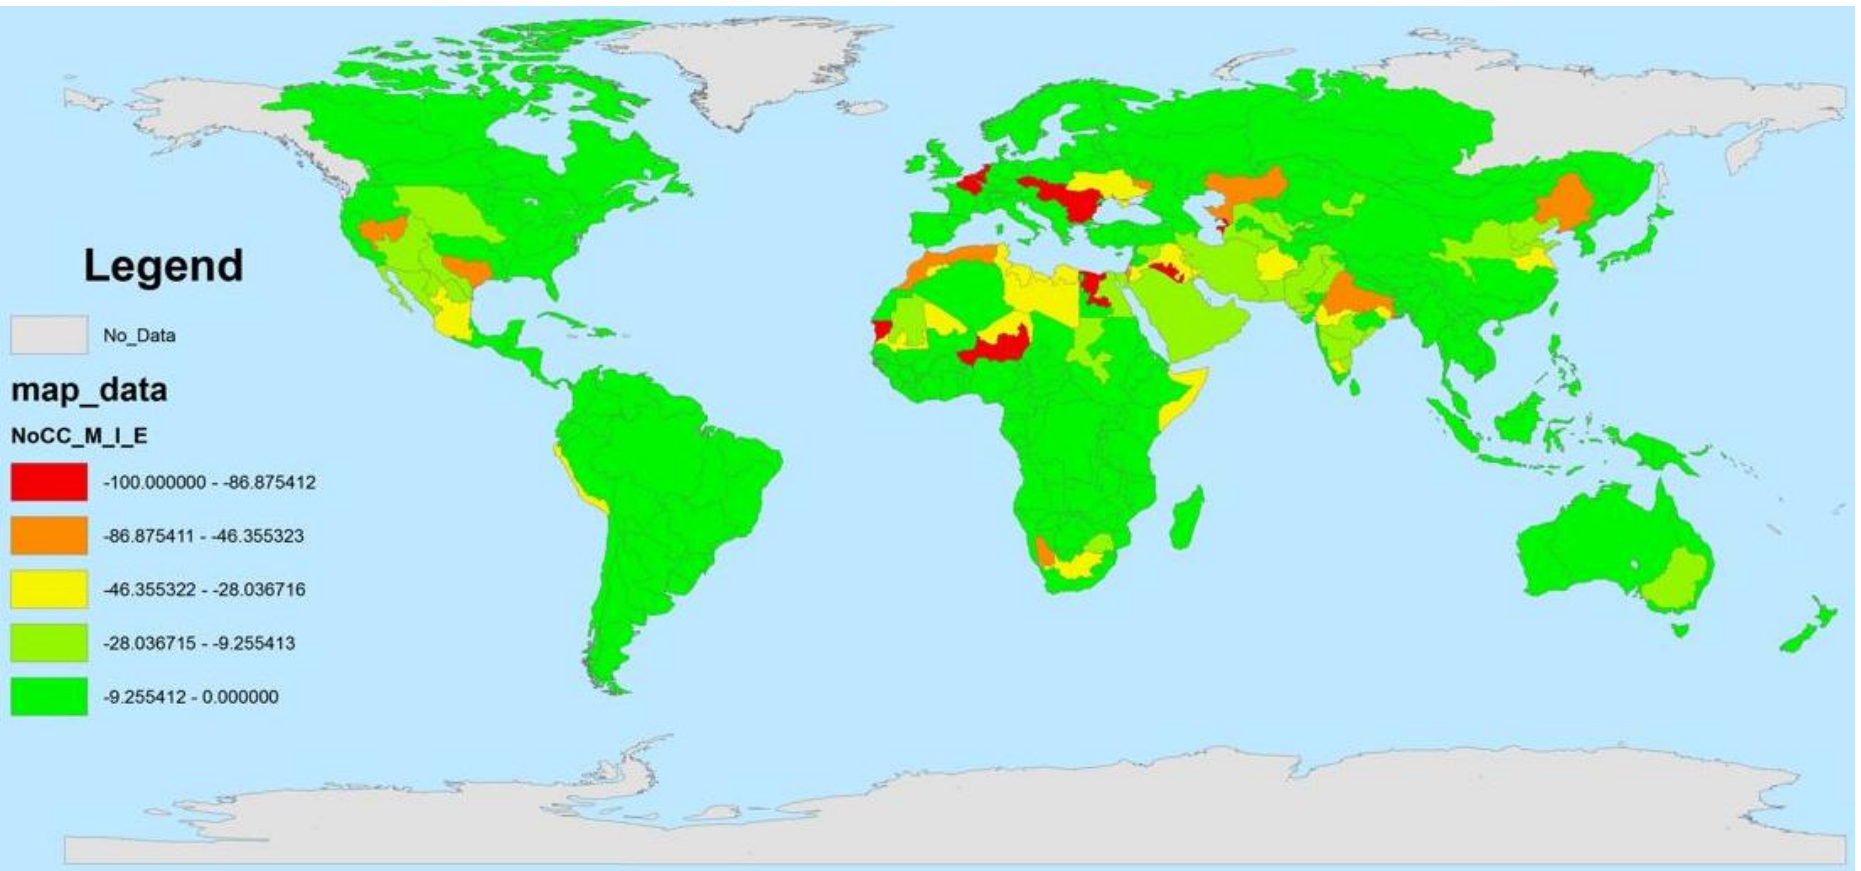 Legend
No_Data
map_data
NoCC_M_I_E
-100.000000 - -86.875412
-86.875411 - -46.355323
-46.355322 - -28.036716
-28.036715 - -9.255413
-9.255412 - 0.000000